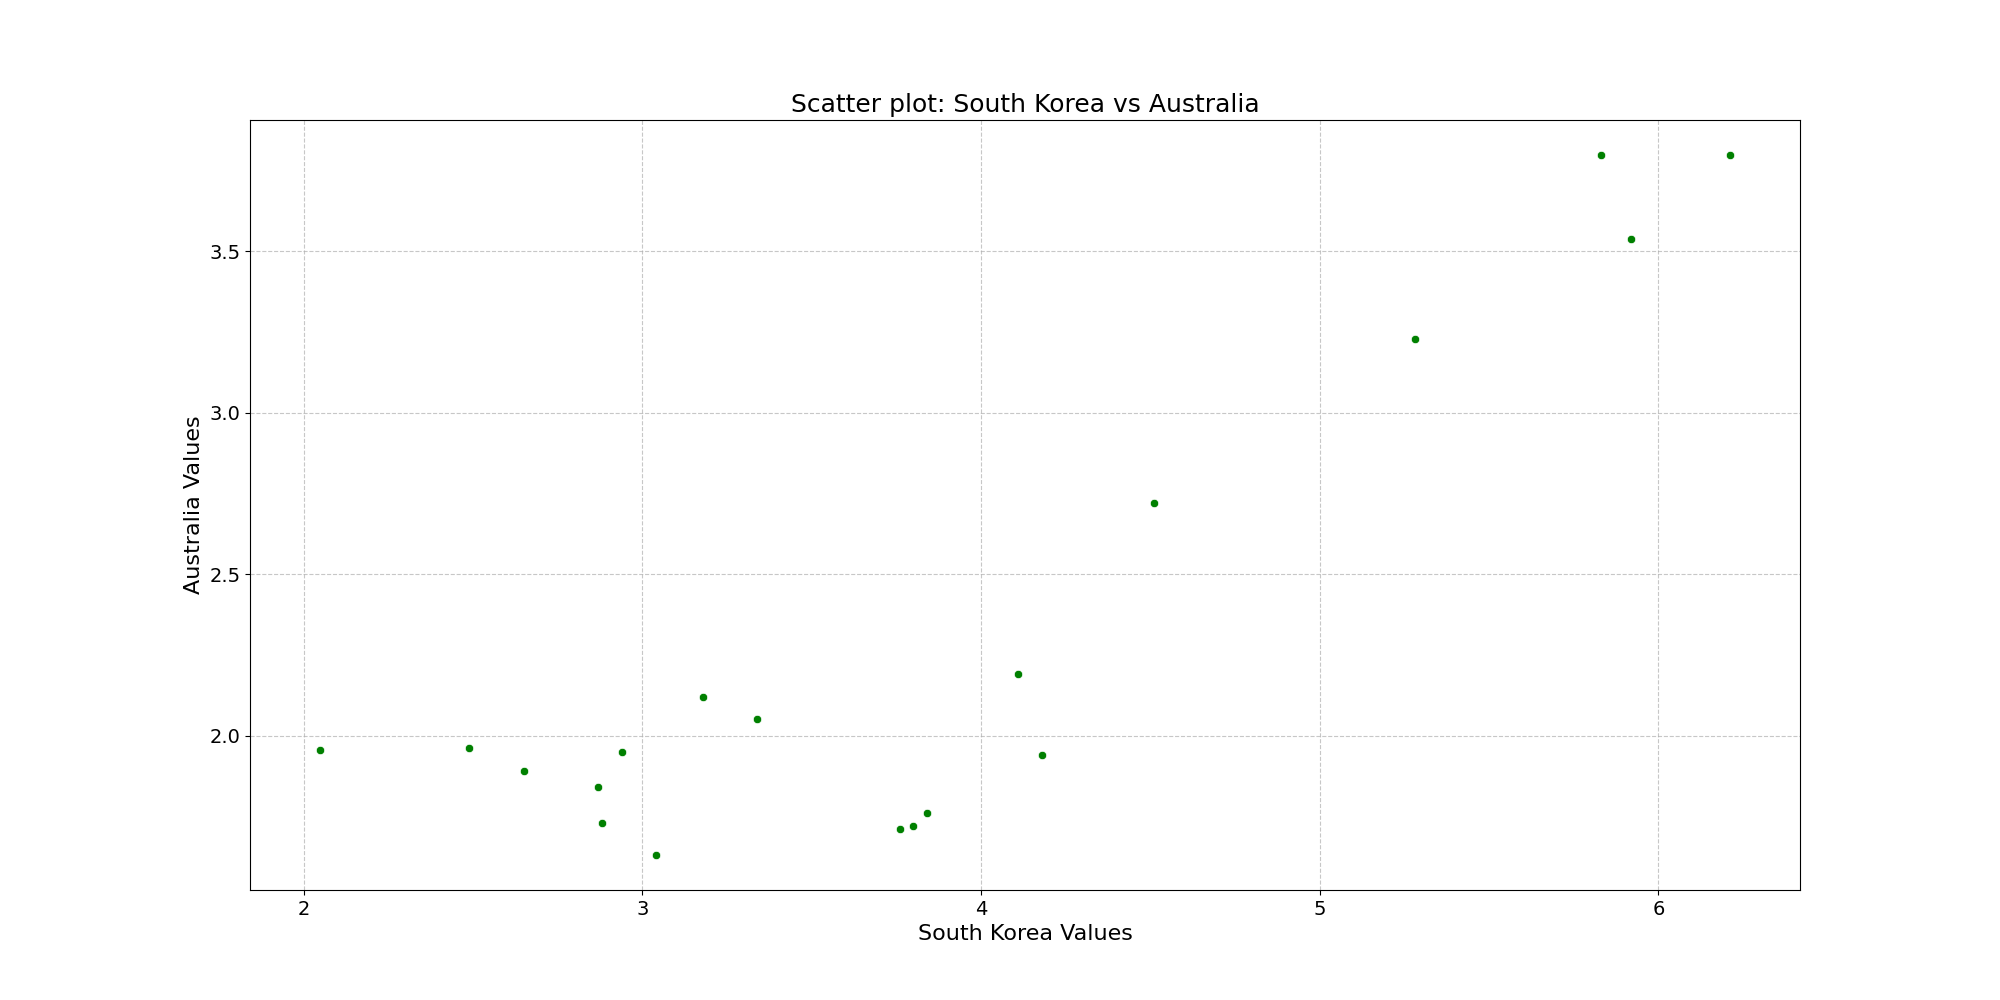 Scatter plot: South Korea vs Australia
Australia Values
3.5
3.0
2.5
2.0
2 3 4 5 6
South Korea Values